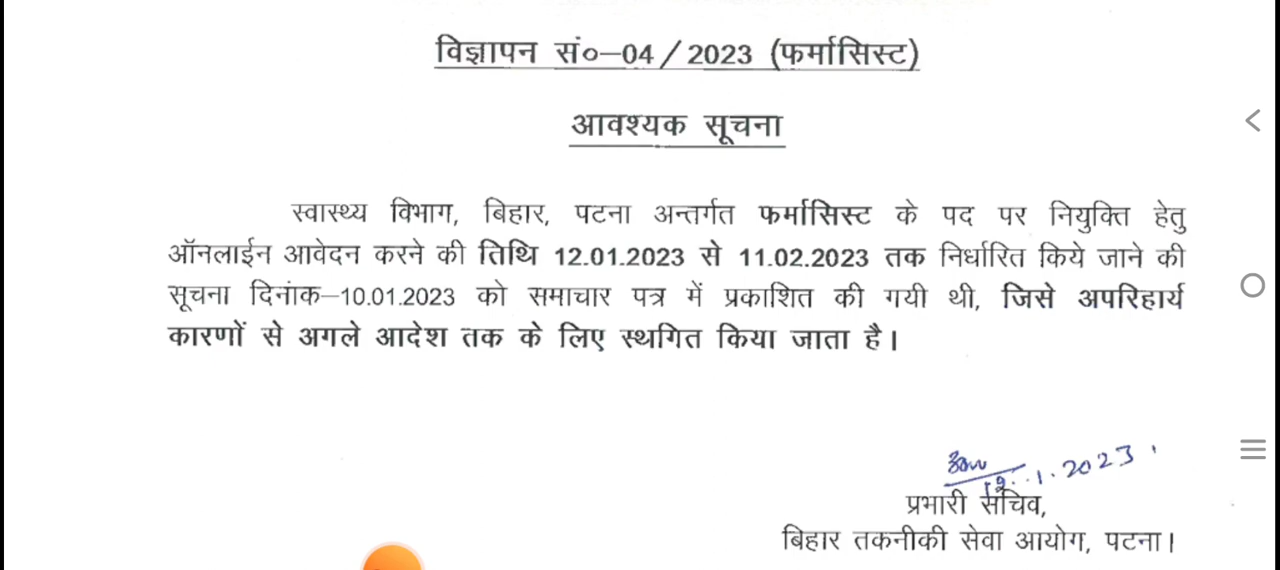 विज्ञापन सं०–04/2023 (फर्मासिस्ट)
आवश्यक सूचना
स्वास्थ्य विभाग, बिहार, पटना अन्तर्गत फर्मासिस्ट के पद पर नियुक्ति हेतु
ऑनलाईन आवेदन करने की तिथि 12.01.2023 से 11.02.2023 तक निर्धारित किये जाने की
सूचना दिनांक–10.01.2023 को समाचार पत्र में प्रकाशित की गयी थी, जिसे अपरिहार्य
कारणों से अगले आदेश तक के लिए स्थगित किया जाता है।
.1.2023
प्रभारी सचिव,
बिहार तकनीकी सेवा आयोग, पटना।